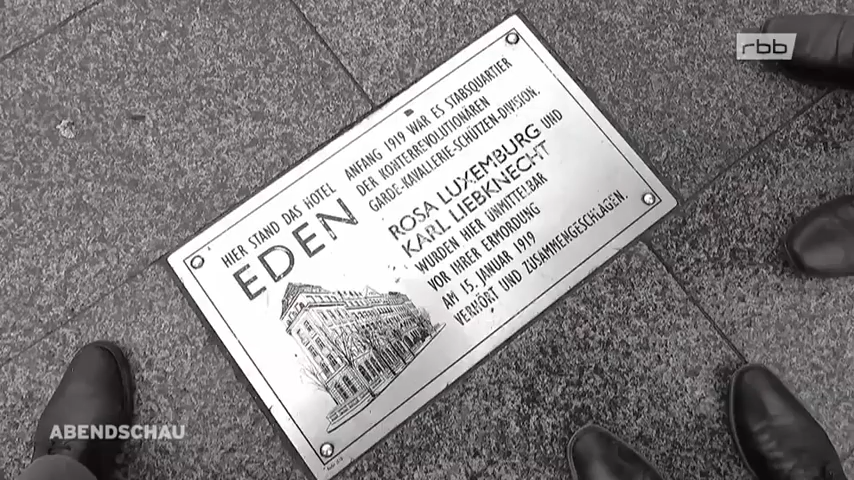 HIER STAND DAS HOTEL
EDEN
ANFANG 1919 WAR ES STABSQUARTIER
DER KONTERREVOLUTIONÄREN
GARDE-KAVALLERIE-SCHÜTZEN-DIVISION.
ROSA LUXEMBURG UND
KARL LIEBKNECHT
WURDEN HIER UNMITTELBAR
VOR IHRER ERMORDUNG
AM 15. JANUAR 1919
VERHÖRT UND ZUSAMMENGESCHLAGEN.
rbb
ABENDSCHAU